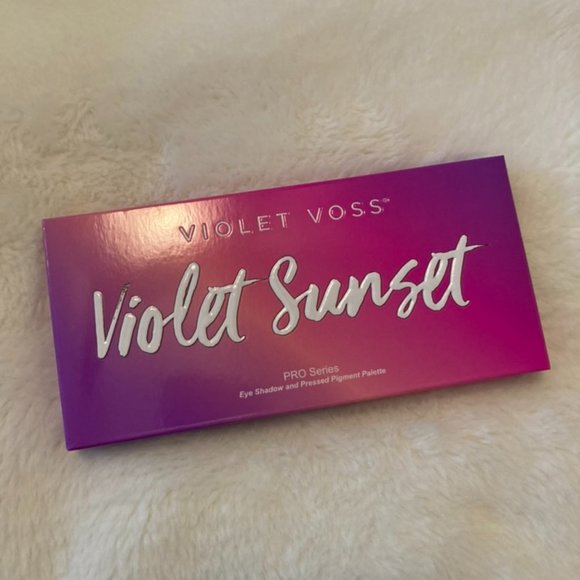 VIOLET VOSS
Violet Sunset
PRO Series
Eye Shadow and Pressed Pigment Palette